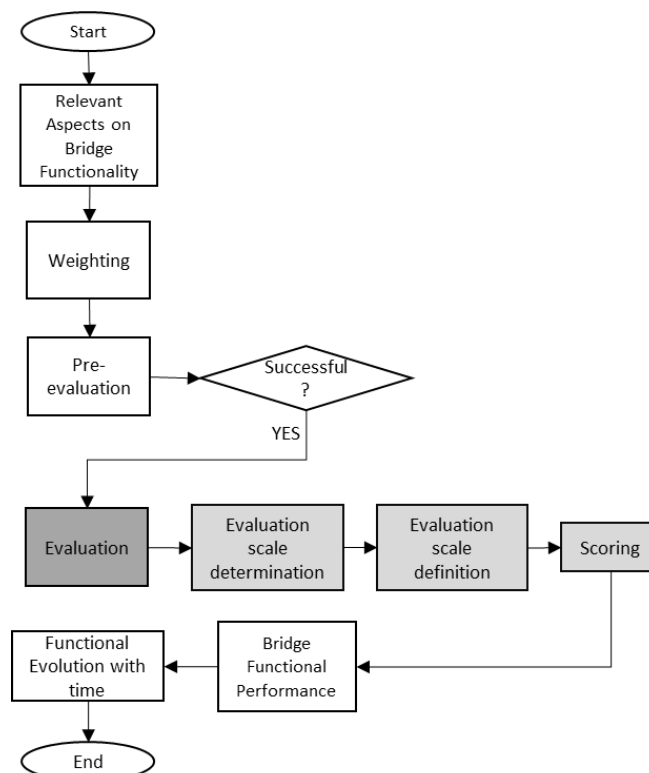 Start
Relevant
Aspects on
Bridge
Functionality
Weighting
Pre-
evaluation
Successful
?
YES
Evaluation
Evaluation
scale
determination
Evaluation
scale
definition
Scoring
Functional
Evolution with
time
Bridge
Functional
Performance
End